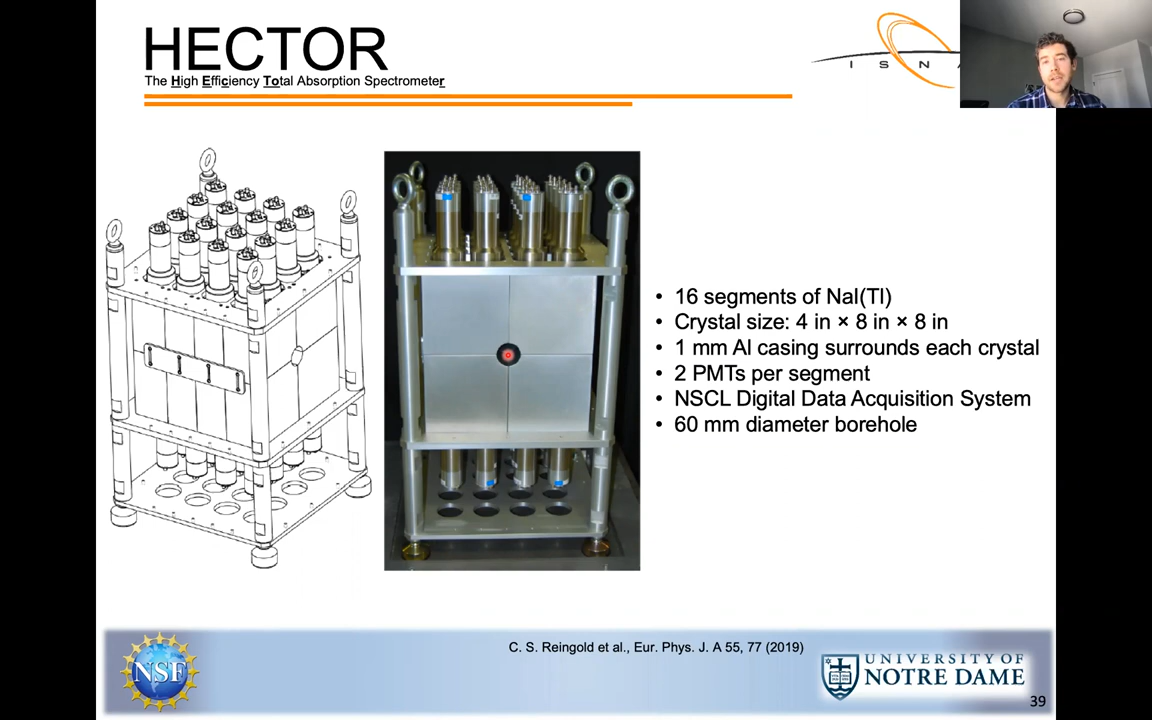 HECTOR
The High Efficiency Total Absorption Spectrometer
I S N A
• 16 segments of NaI(Tl)
• Crystal size: 4 in × 8 in × 8 in
• 1 mm Al casing surrounds each crystal
• 2 PMTs per segment
• NSCL Digital Data Acquisition System
• 60 mm diameter borehole
C. S. Reingold et al., Eur. Phys. J. A 55, 77 (2019)
NSF
UNIVERSITY OF
NOTRE DAME
39